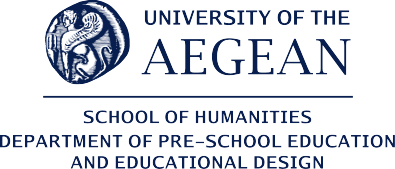 UNIVERSITY OF THE
AEGEAN
SCHOOL OF HUMANITIES
DEPARTMENT OF PRE-SCHOOL EDUCATION
AND EDUCATIONAL DESIGN